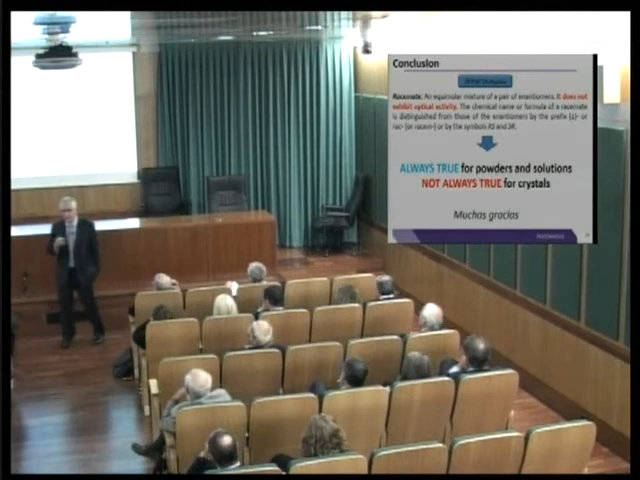 Conclusion
Racemate: An equimolar mixture of a pair of enantiomers. It does not
exhibit optical activity. The chemical name or formula of a racemate
is distinguished from those of the enantiomers by the prefix (±)- or
rac- (or racem-) or by the symbols RS and SR.
ALWAYS TRUE for powders and solutions
NOT ALWAYS TRUE for crystals
Muchas gracias